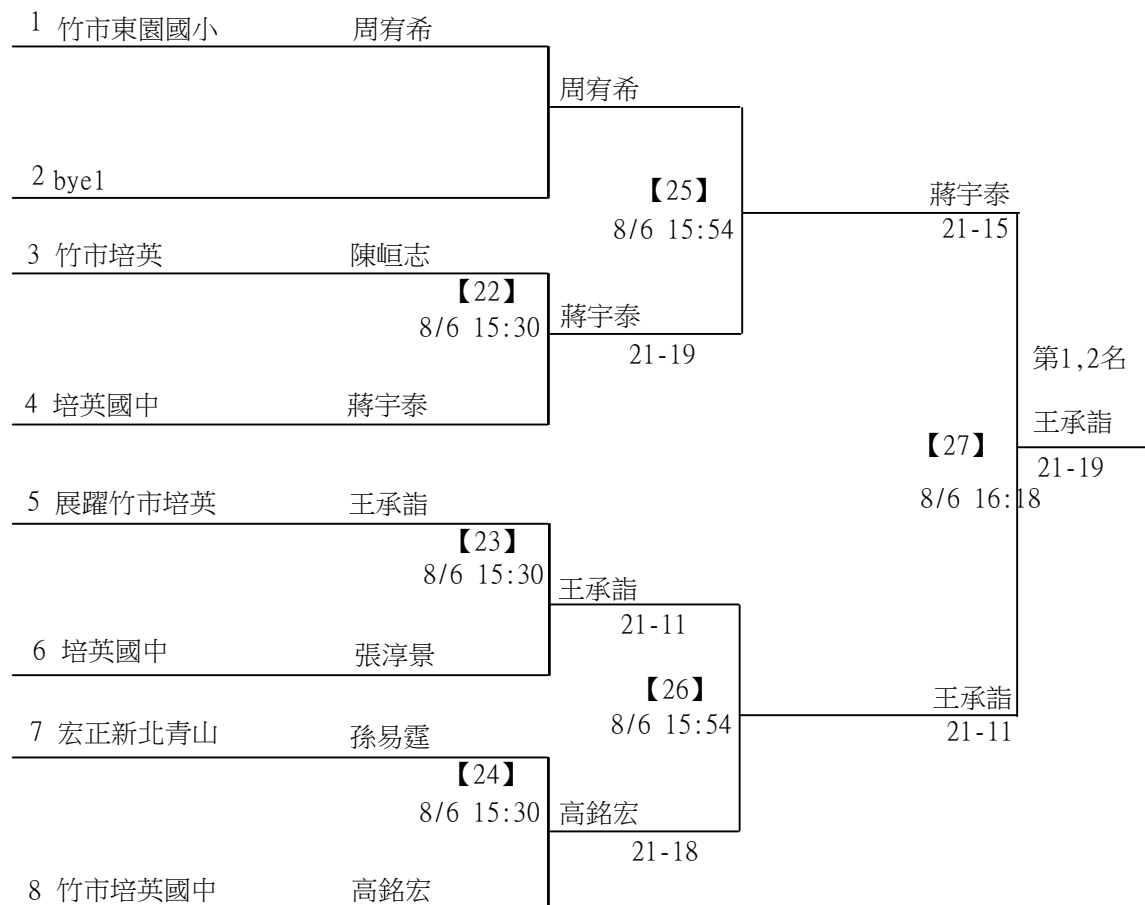 1 竹市東園國小 周宥希
周宥希
2 bye1
【25】
8/6 15:54
蔣宇泰
21-15
3 竹市培英 陳峘志
【22】
8/6 15:30
蔣宇泰
21-19
4 培英國中 蔣宇泰
第1,2名
王承詣
【27】
21-19
8/6 16:18
5 展躍竹市培英 王承詣
【23】
8/6 15:30
王承詣
21-11
6 培英國中 張淳景
【26】
8/6 15:54
王承詣
21-11
7 宏正新北青山 孫易霆
【24】
8/6 15:30
高銘宏
21-18
8 竹市培英國中 高銘宏